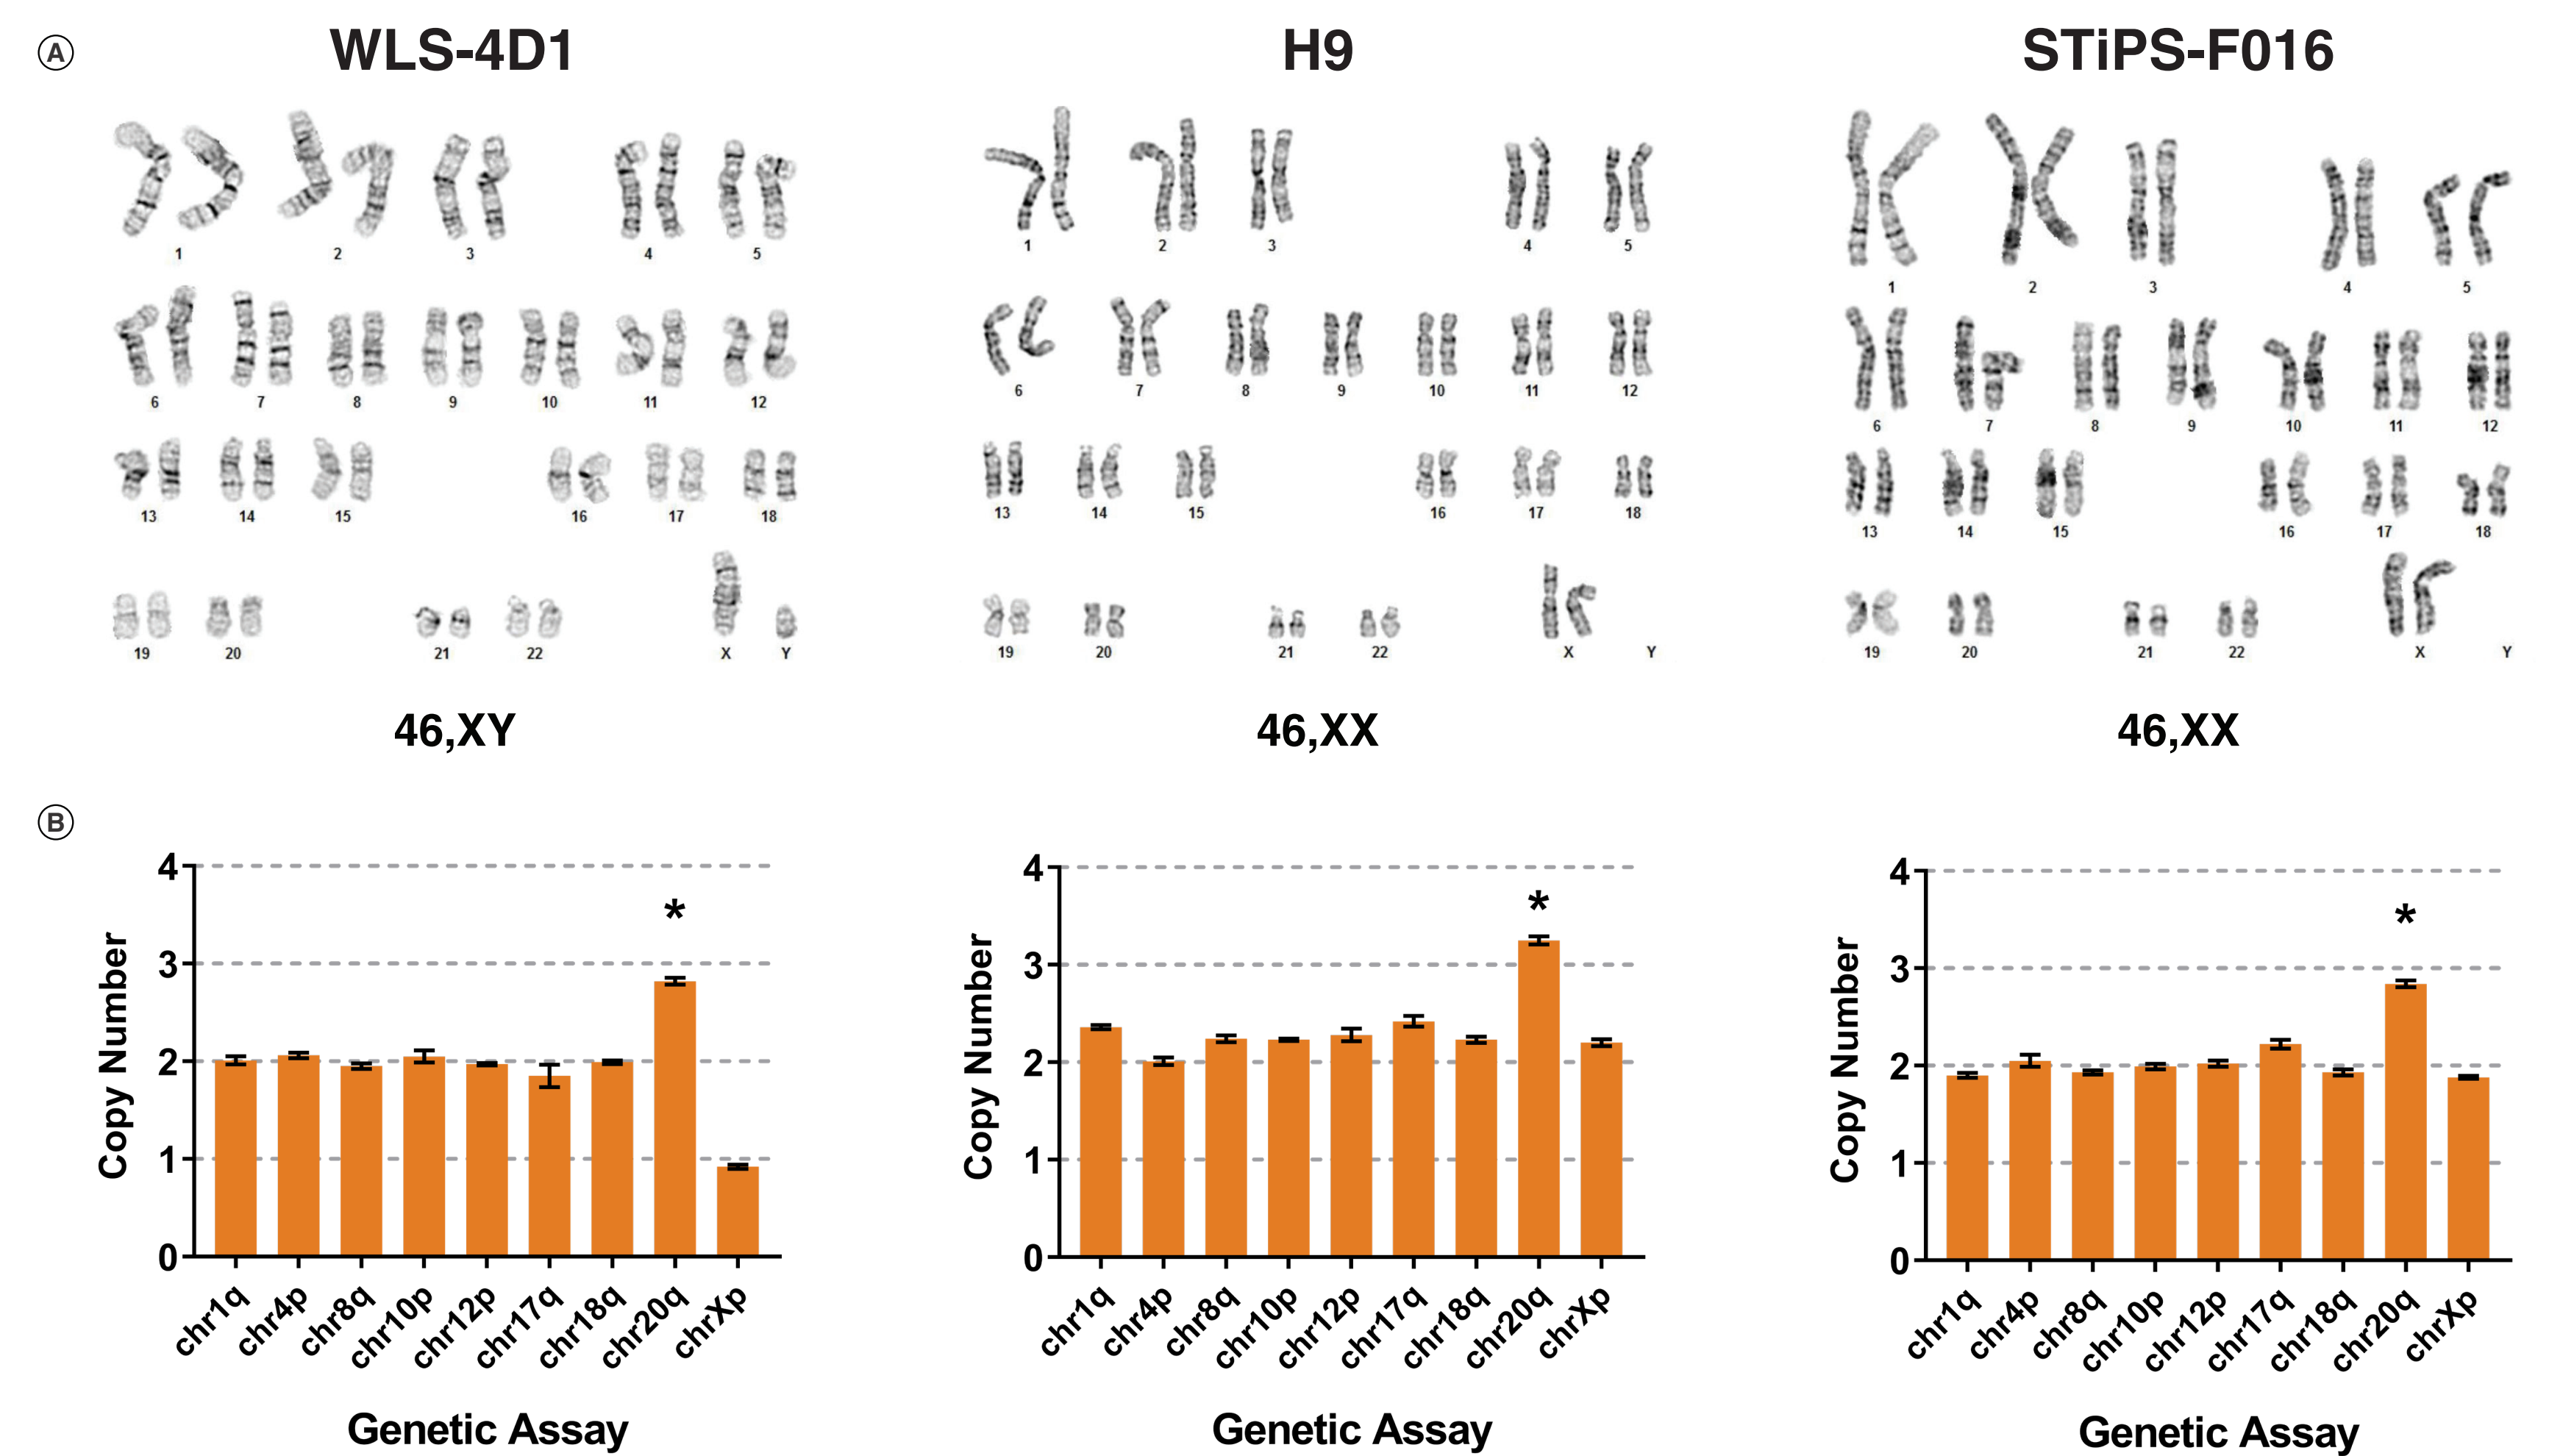 A
WLS-4D1
H9
STiPS-F016
1 2 3 4 5
6 7 8 9 10 11 12
13 14 15 16 17 18
19 20 21 22 X Y
46,XY
1 2 3 4 5
6 7 8 9 10 11 12
13 14 15 16 17 18
19 20 21 22 X Y
46,XX
1 2 3 4 5
6 7 8 9 10 11 12
13 14 15 16 17 18
19 20 21 22 X Y
46,XX
B
Copy Number
4
3
2
1
0
*
chr1q chr4p chr8q chr10p chr12p chr17q chr18q chr20q chrXp
Genetic Assay
Copy Number
4
3
2
1
0
*
chr1q chr4p chr8q chr10p chr12p chr17q chr18q chr20q chrXp
Genetic Assay
Copy Number
4
3
2
1
0
*
chr1q chr4p chr8q chr10p chr12p chr17q chr18q chr20q chrXp
Genetic Assay